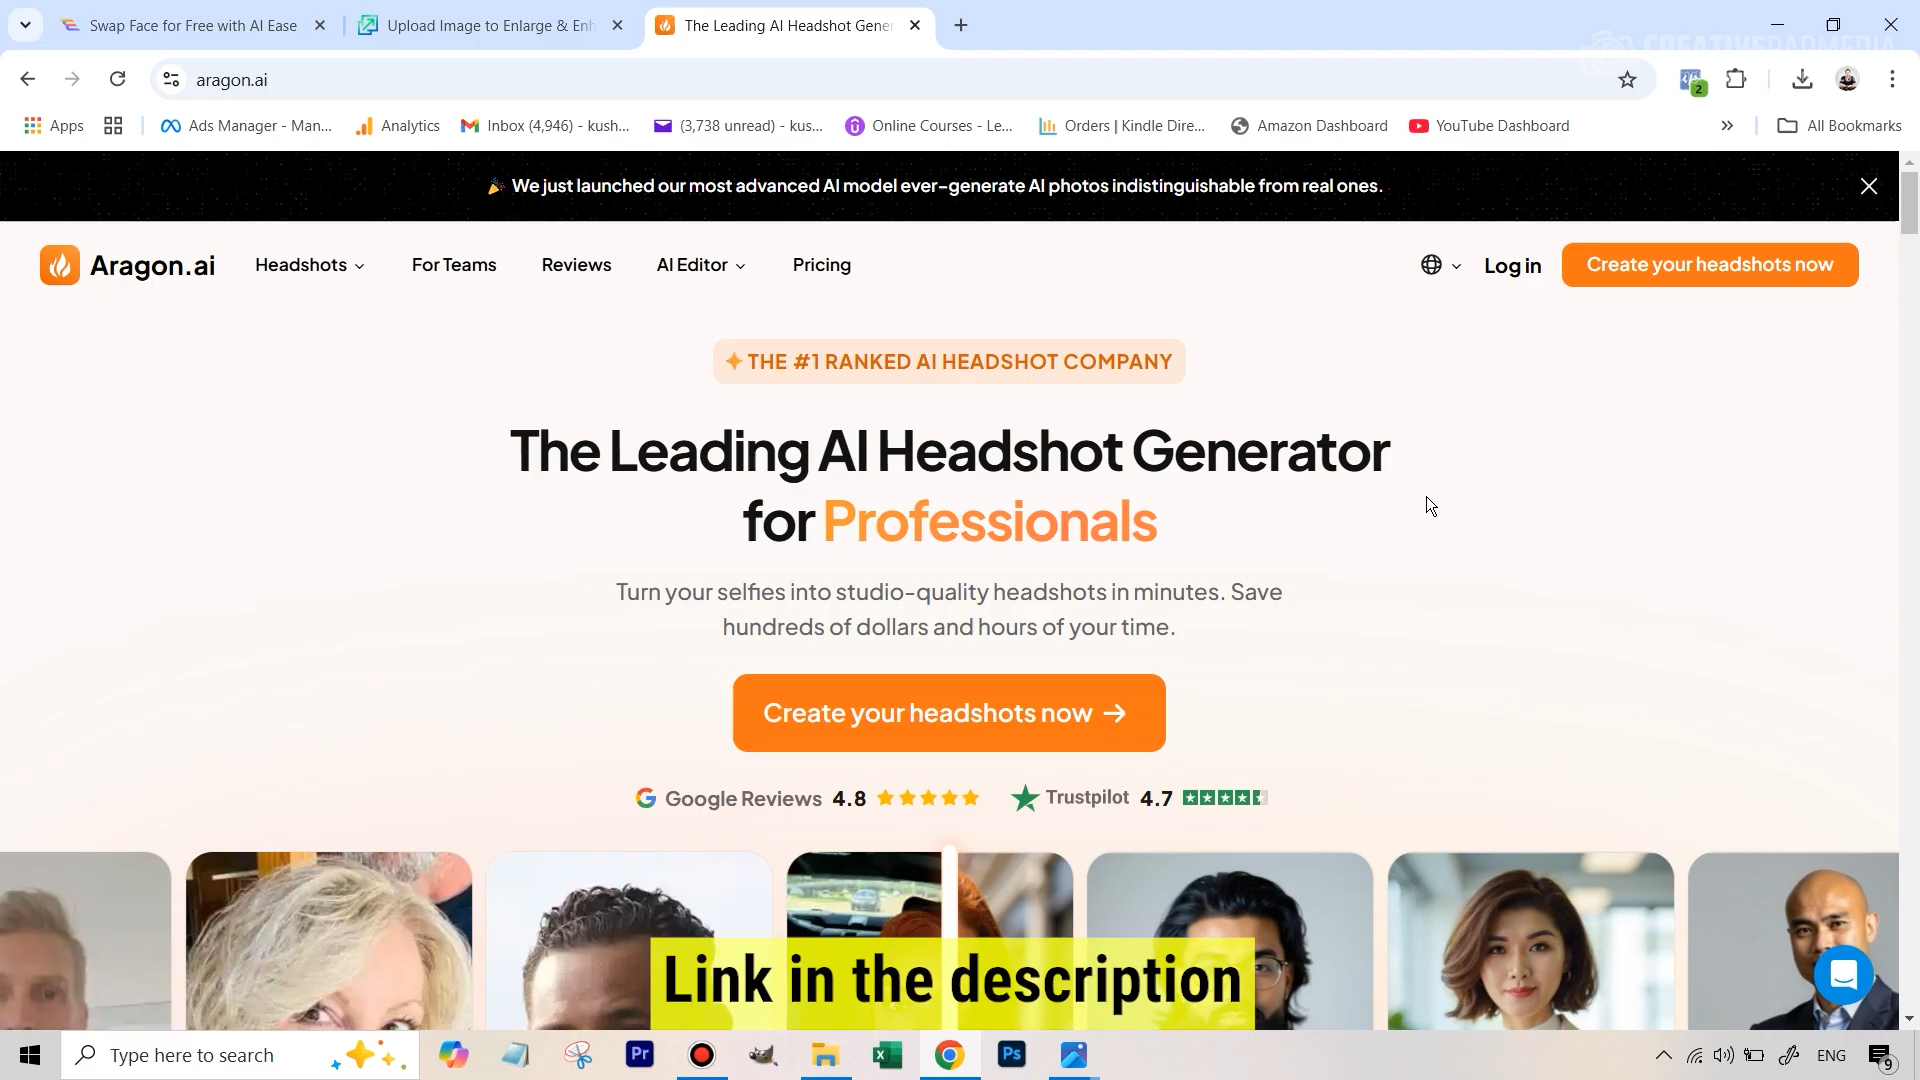 Swap Face for Free with AI Ease
Upload Image to Enlarge & Enh
The Leading AI Headshot Gener
CREATIVEPADMEDIA
aragon.ai
2
Apps
Ads Manager - Man...
Analytics
Inbox (4,946) - kush...
(3,738 unread) - kus...
Online Courses - Le...
Orders | Kindle Dire...
Amazon Dashboard
YouTube Dashboard
All Bookmarks
We just launched our most advanced AI model ever-generate AI photos indistinguishable from real ones.
Aragon.ai
Headshots
For Teams
Reviews
AI Editor
Pricing
Log in
Create your headshots now
THE #1 RANKED AI HEADSHOT COMPANY
The Leading AI Headshot Generator
for Professionals
Turn your selfies into studio-quality headshots in minutes. Save
hundreds of dollars and hours of your time.
Create your headshots now →
Google Reviews 4.8
Trustpilot 4.7
Link in the description
Type here to search
Pr
Ps
ENG
9